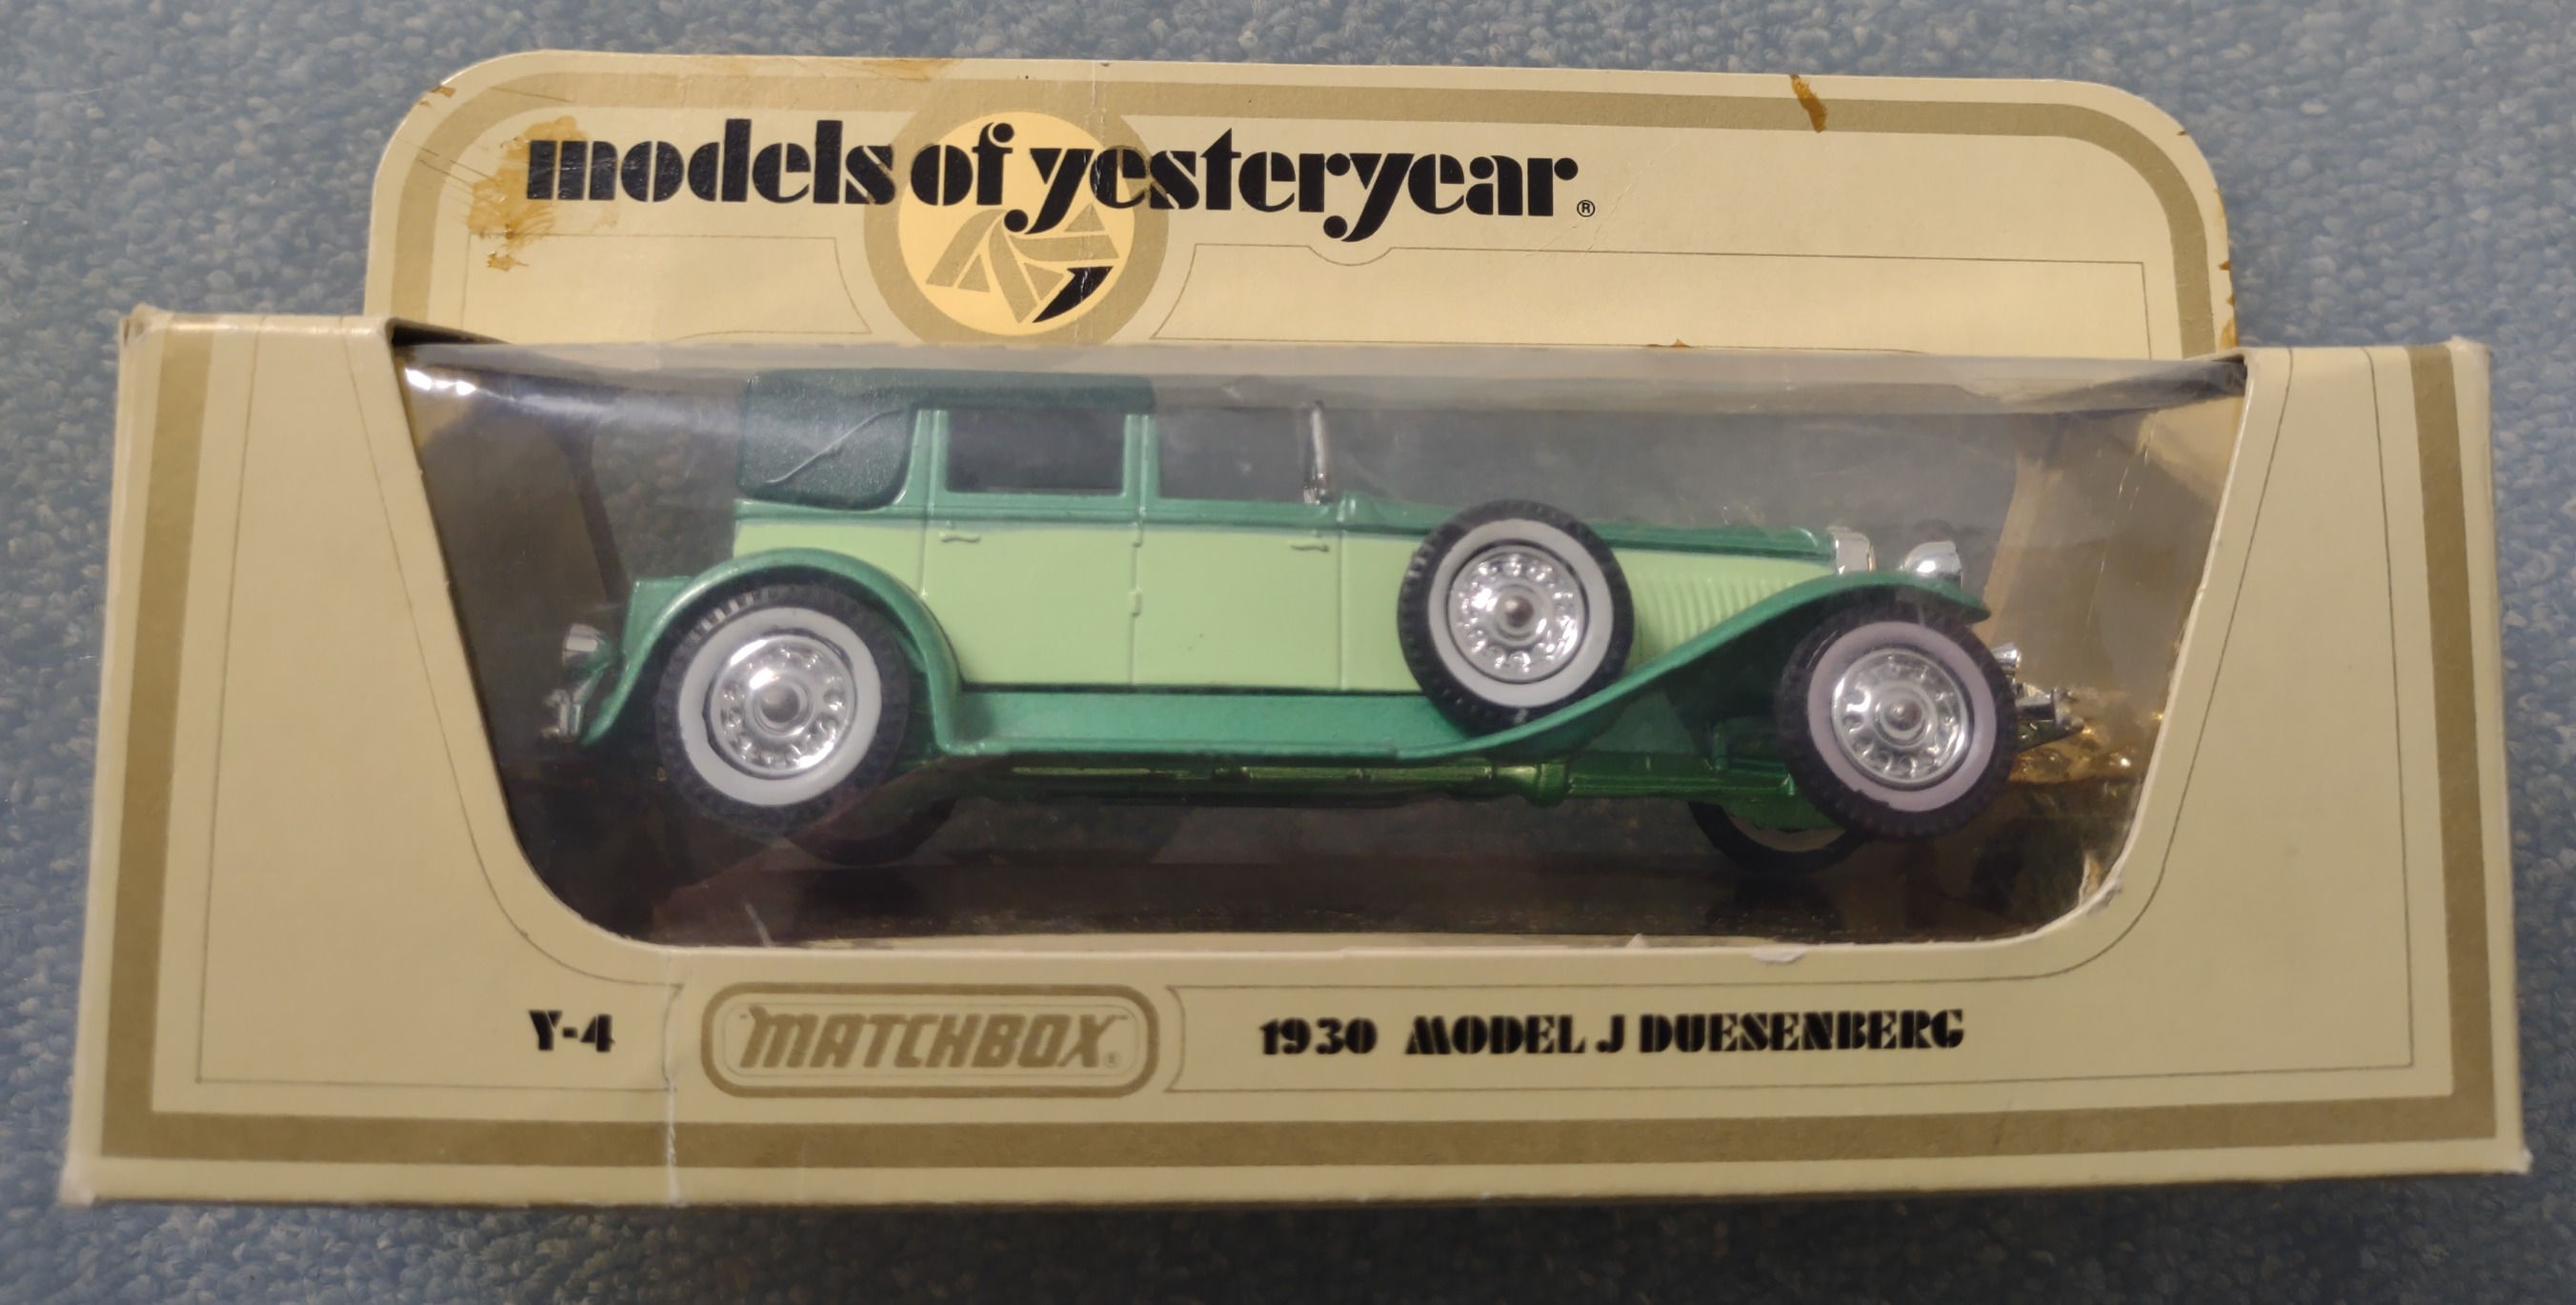 models of yesteryear®
Y-4 MATCHBOX® 1930 MODEL J DUESENBERG